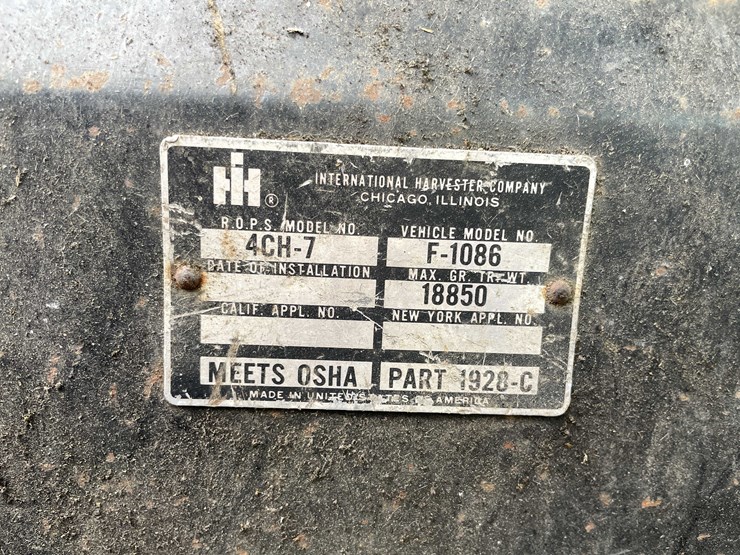 IH ®
INTERNATIONAL HARVESTER COMPANY
CHICAGO, ILLINOIS
R.O.P.S. MODEL NO. VEHICLE MODEL NO.
4CH-7 F-1086
DATE OF INSTALLATION MAX. GR. TR. WT.
18850
CALIF. APPL. NO. NEW YORK APPL. NO.
MEETS OSHA PART 1928-C
MADE IN UNITED STATES OF AMERICA